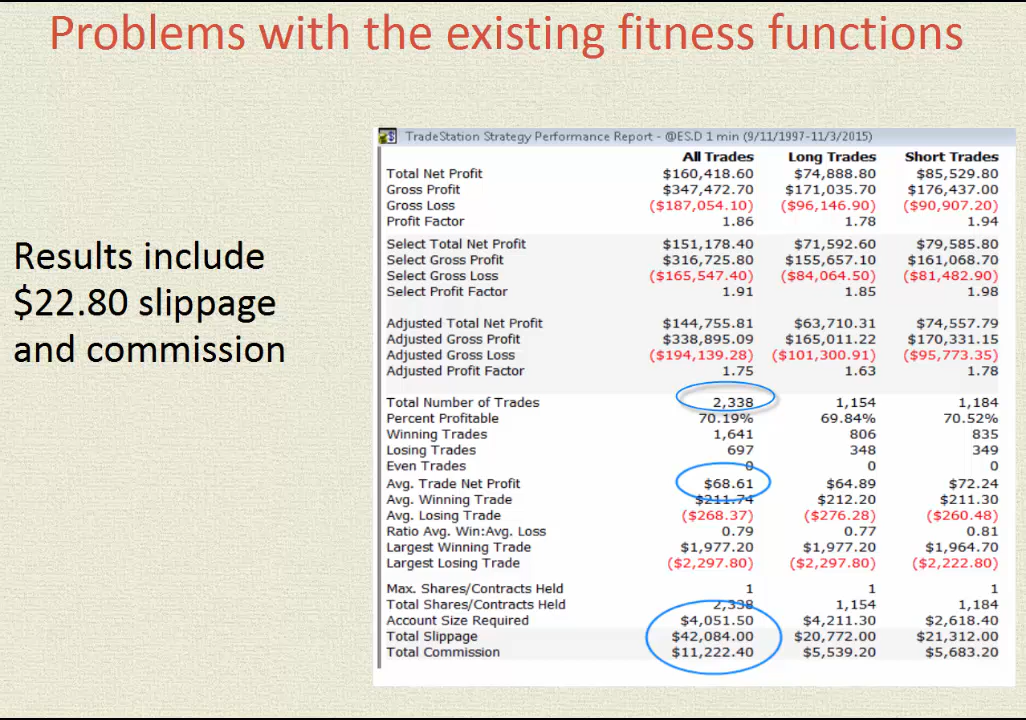 Problems with the existing fitness functions
Results include
$22.80 slippage
and commission
TradeStation Strategy Performance Report - @ES.D 1 min (9/11/1997-11/3/2015)
All Trades Long Trades Short Trades
Total Net Profit $160,418.60 $74,888.80 $85,529.80
Gross Profit $347,472.70 $171,035.70 $176,437.00
Gross Loss ($187,054.10) ($96,146.90) ($90,907.20)
Profit Factor 1.86 1.78 1.94
Select Total Net Profit $151,178.40 $71,592.60 $79,585.80
Select Gross Profit $316,725.80 $155,657.10 $161,068.70
Select Gross Loss ($165,547.40) ($84,064.50) ($81,482.90)
Select Profit Factor 1.91 1.85 1.98
Adjusted Total Net Profit $144,755.81 $63,710.31 $74,557.79
Adjusted Gross Profit $338,895.09 $165,011.22 $170,331.15
Adjusted Gross Loss ($194,139.28) ($101,300.91) ($95,773.35)
Adjusted Profit Factor 1.75 1.63 1.78
Total Number of Trades 2,338 1,154 1,184
Percent Profitable 70.19% 69.84% 70.52%
Winning Trades 1,641 806 835
Losing Trades 697 348 349
Even Trades 0 0 0
Avg. Trade Net Profit $68.61 $64.89 $72.24
Avg. Winning Trade $211.74 $212.20 $211.30
Avg. Losing Trade ($268.37) ($276.28) ($260.48)
Ratio Avg. Win:Avg. Loss 0.79 0.77 0.81
Largest Winning Trade $1,977.20 $1,977.20 $1,964.70
Largest Losing Trade ($2,297.80) ($2,297.80) ($2,222.80)
Max. Shares/Contracts Held 1 1 1
Total Shares/Contracts Held 2,338 1,154 1,184
Account Size Required $4,051.50 $4,211.30 $2,618.40
Total Slippage $42,084.00 $20,772.00 $21,312.00
Total Commission $11,222.40 $5,539.20 $5,683.20